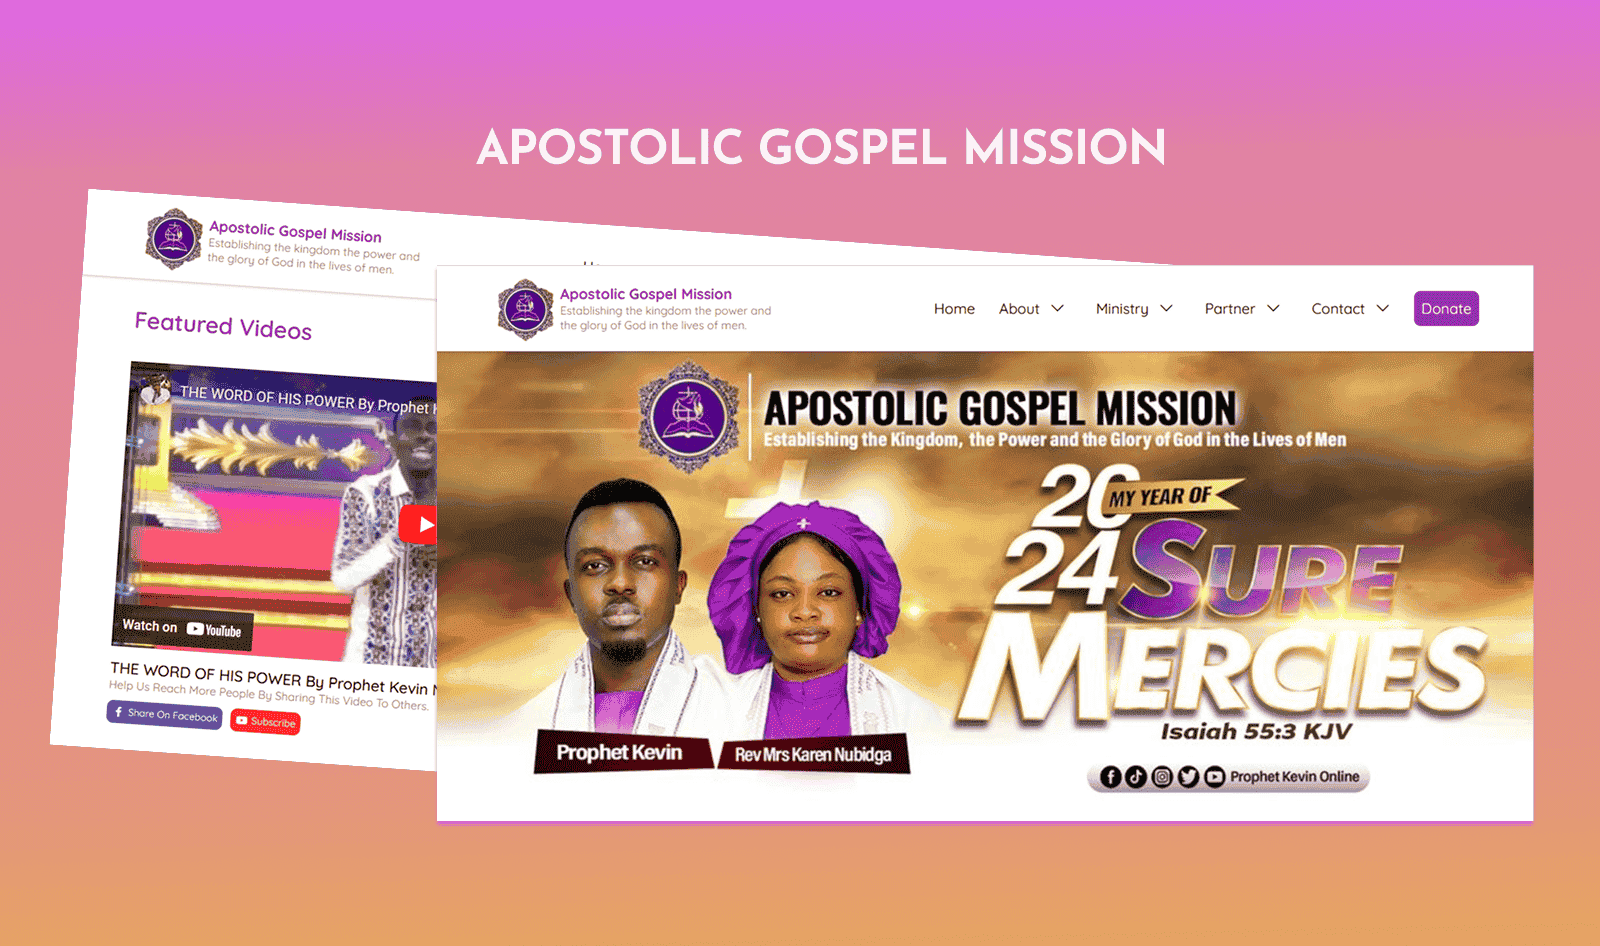 APOSTOLIC GOSPEL MISSION
Apostolic Gospel Mission
Establishing the kingdom the power and
the glory of God in the lives of men.
Featured Videos
THE WORD OF HIS POWER By Prophet
Watch on YouTube
THE WORD OF HIS POWER By Prophet Kevin
Help Us Reach More People By Sharing This Video To Others.
Share On Facebook
Subscribe
Apostolic Gospel Mission
Establishing the kingdom the power and
the glory of God in the lives of men.
Home About Ministry Partner Contact Donate
APOSTOLIC GOSPEL MISSION
Establishing the Kingdom, the Power and the Glory of God in the Lives of Men
2024
MY YEAR OF
SURE
MERCIES
Isaiah 55:3 KJV
Prophet Kevin
Rev Mrs Karen Nubidga
Prophet Kevin Online